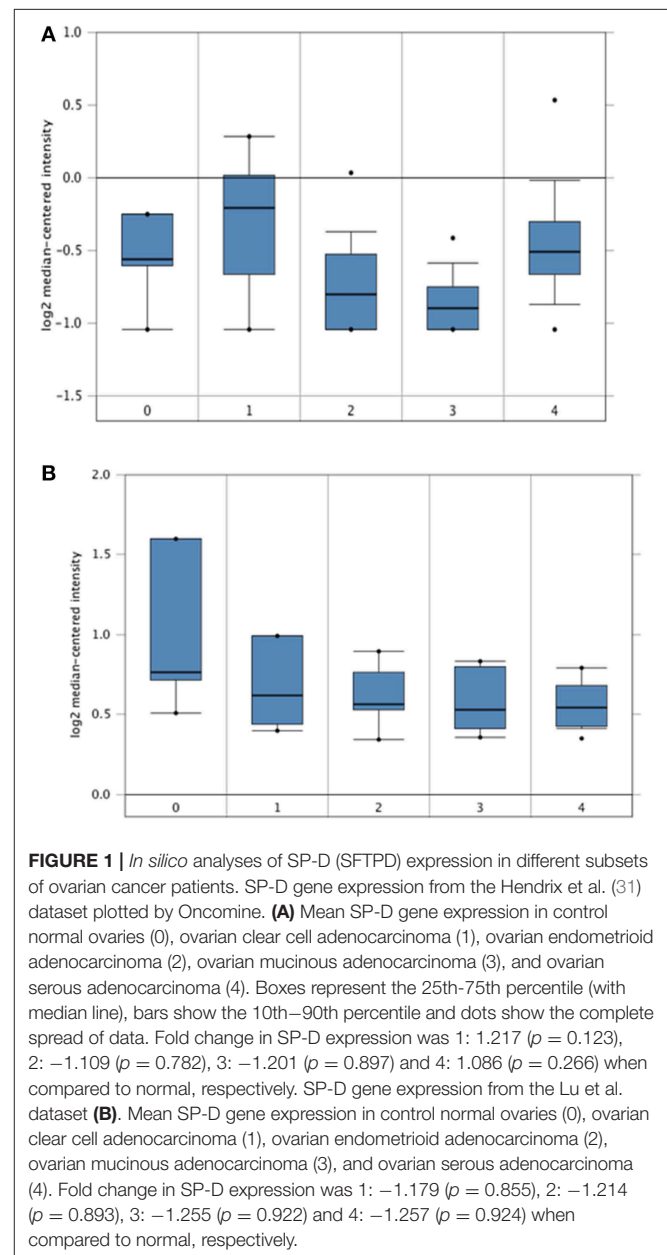 A
1.0
0.5
0.0
−0.5
−1.0
−1.5
log2 median-centered intensity
0 1 2 3 4
B
2.0
1.5
1.0
0.5
0.0
log2 median-centered intensity
0 1 2 3 4
FIGURE 1 | In silico analyses of SP-D (SFTPD) expression in different subsets
of ovarian cancer patients. SP-D gene expression from the Hendrix et al. (31)
dataset plotted by Oncomine. (A) Mean SP-D gene expression in control
normal ovaries (0), ovarian clear cell adenocarcinoma (1), ovarian endometrioid
adenocarcinoma (2), ovarian mucinous adenocarcinoma (3), and ovarian
serous adenocarcinoma (4). Boxes represent the 25th-75th percentile (with
median line), bars show the 10th–90th percentile and dots show the complete
spread of data. Fold change in SP-D expression was 1: 1.217 (p = 0.123),
2: −1.109 (p = 0.782), 3: −1.201 (p = 0.897) and 4: 1.086 (p = 0.266) when
compared to normal, respectively. SP-D gene expression from the Lu et al.
dataset (B). Mean SP-D gene expression in control normal ovaries (0), ovarian
clear cell adenocarcinoma (1), ovarian endometrioid adenocarcinoma (2),
ovarian mucinous adenocarcinoma (3), and ovarian serous adenocarcinoma
(4). Fold change in SP-D expression was 1: −1.179 (p = 0.855), 2: −1.214
(p = 0.893), 3: −1.255 (p = 0.922) and 4: −1.257 (p = 0.924) when
compared to normal, respectively.